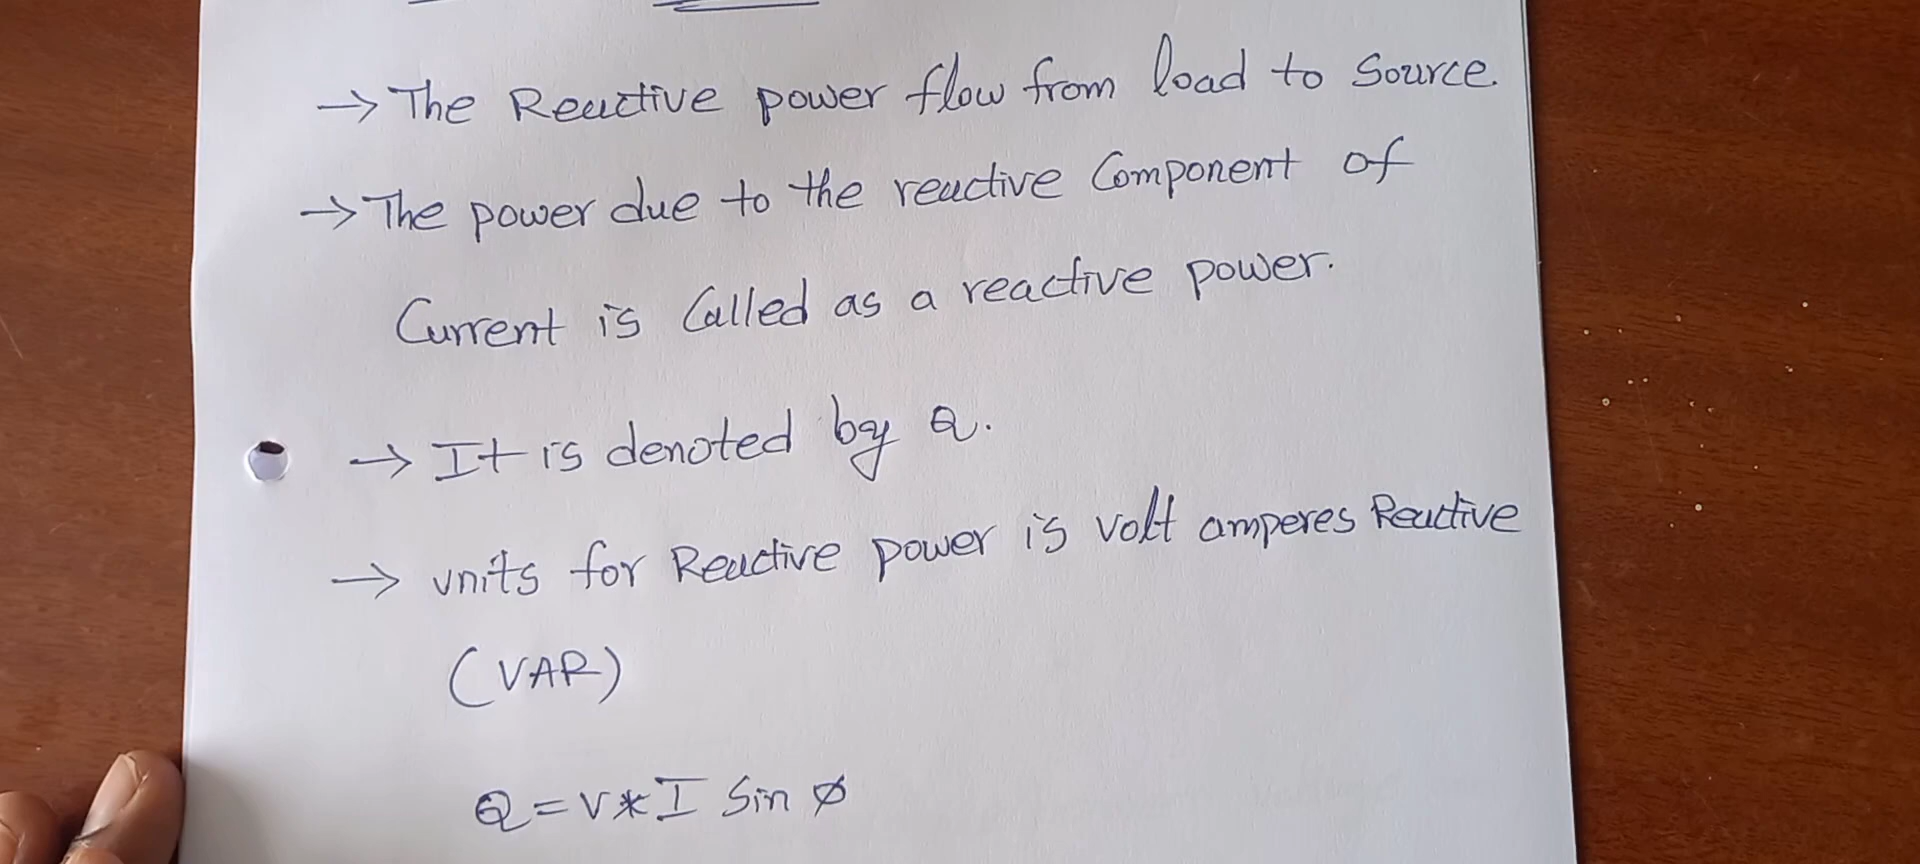 → The Reactive power flow from load to Source.
→ The power due to the reactive Component of
Current is Called as a reactive power.
→ It is denoted by Q.
→ units for Reactive power is volt amperes Reactive
(VAR)
Q = V * I Sin ø